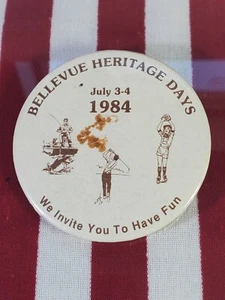 BELLEVUE HERITAGE DAYS
July 3-4
1984
We Invite You To Have Fun